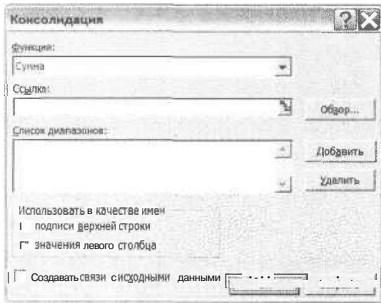 Консолидация
Функция:
Сумма
Ссылка:
Обзор...
Список диапазонов:
Добавить
Удалить
Использовать в качестве имен
подписи верхней строки
значения левого столбца
Создавать связи с исходными данными